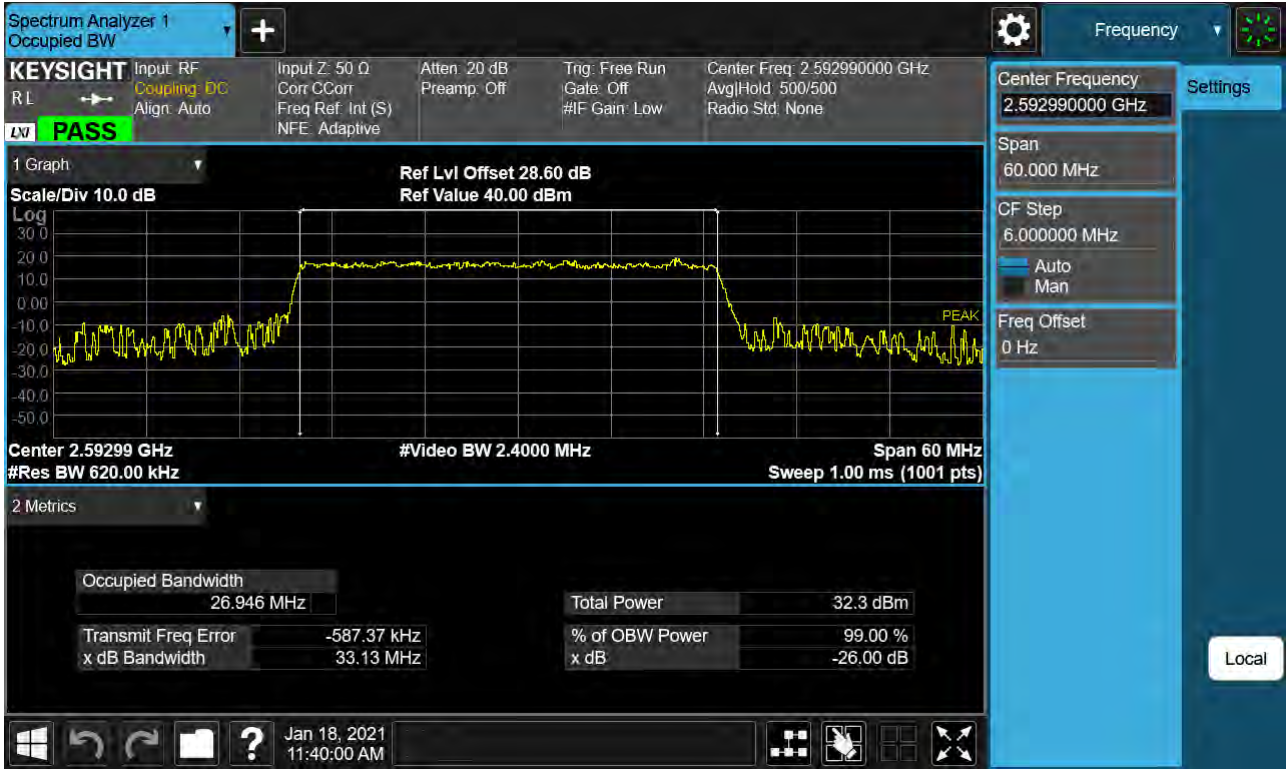 Spectrum Analyzer 1
Occupied BW
+
Frequency
KEYSIGHT
RL
LXI
PASS
Input: RF
Coupling: DC
Align: Auto
Input Z: 50 Ω
Corr CCorr
Freq Ref: Int (S)
NFE: Adaptive
Atten: 20 dB
Preamp: Off
Trig: Free Run
Gate: Off
#IF Gain: Low
Center Freq: 2.592990000 GHz
Avg|Hold: 500/500
Radio Std: None
Center Frequency
2.592990000 GHz
Settings
Span
60.000 MHz
CF Step
6.000000 MHz
Auto
Man
Freq Offset
0 Hz
Local
1 Graph
Scale/Div 10.0 dB
Ref Lvl Offset 28.60 dB
Ref Value 40.00 dBm
Log
30.0
20.0
10.0
0.00
-10.0
-20.0
-30.0
-40.0
-50.0
PEAK
Center 2.59299 GHz
#Video BW 2.4000 MHz
Span 60 MHz
#Res BW 620.00 kHz
Sweep 1.00 ms (1001 pts)
2 Metrics
Occupied Bandwidth
26.946 MHz
Total Power 32.3 dBm
Transmit Freq Error -587.37 kHz
% of OBW Power 99.00 %
x dB Bandwidth 33.13 MHz
x dB -26.00 dB
?
Jan 18, 2021
11:40:00 AM